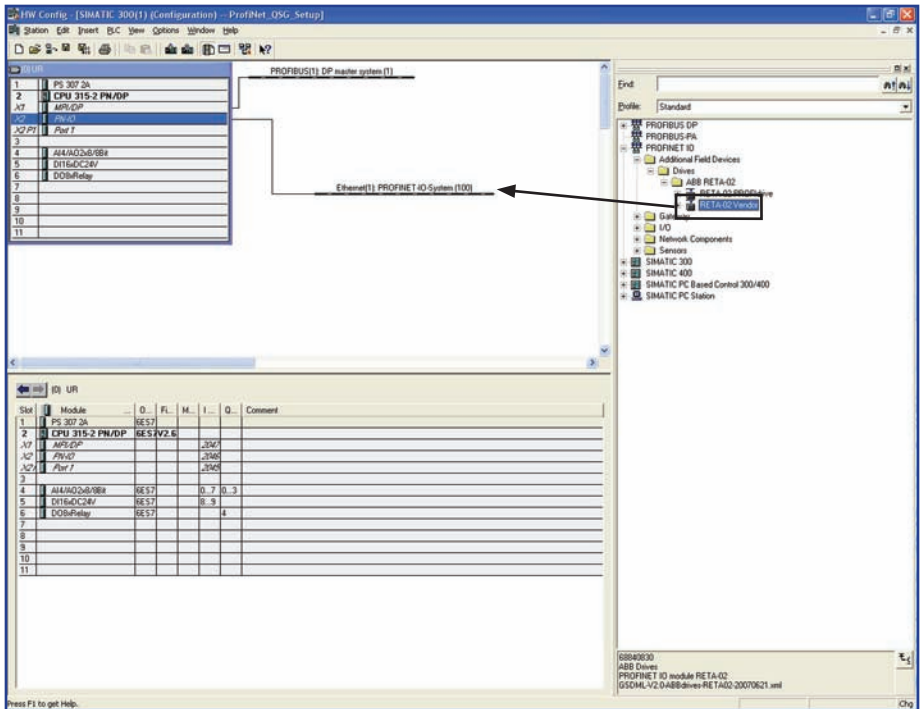 HW Config - [SIMATIC 300(1) (Configuration) -- ProfiNet_QSG_Setup]
Station Edit Insert PLC View Options Window Help
(0) UR
1 PS 307 2A
2 CPU 315-2 PN/DP
X1 MPI/DP
X2 PN-IO
X2 P1 Port 1
3
4 AI4/AO2x8/8Bit
5 DI16xDC24V
6 DO8xRelay
7
8
9
10
11
PROFIBUS(1): DP master system (1)
Ethernet(1): PROFINET-IO-System (100)
Find:
Profile: Standard
PROFIBUS DP
PROFIBUS-PA
PROFINET IO
Additional Field Devices
Drives
ABB RETA-02
RETA-02 PROFIdrive
RETA-02 Vendor
Gateway
I/O
Network Components
Sensors
SIMATIC 300
SIMATIC 400
SIMATIC PC Based Control 300/400
SIMATIC PC Station
(0) UR
Slot Module ... O... Fi... M... I... Q... Comment
1 PS 307 2A 6ES7
2 CPU 315-2 PN/DP 6ES7 V2.6
X1 MPI/DP 2047
X2 PN-IO 2046
X2 Port 1 2045
3
4 AI4/AO2x8/8Bit 6ES7 0...7 0...3
5 DI16xDC24V 6ES7 8...9
6 DO8xRelay 6ES7 4
7
8
9
10
11
68840830
ABB Drives
PROFINET IO module RETA-02
GSDML-V2.0-ABBdrives-RETA02-20070621.xml
Press F1 to get Help.
Chg